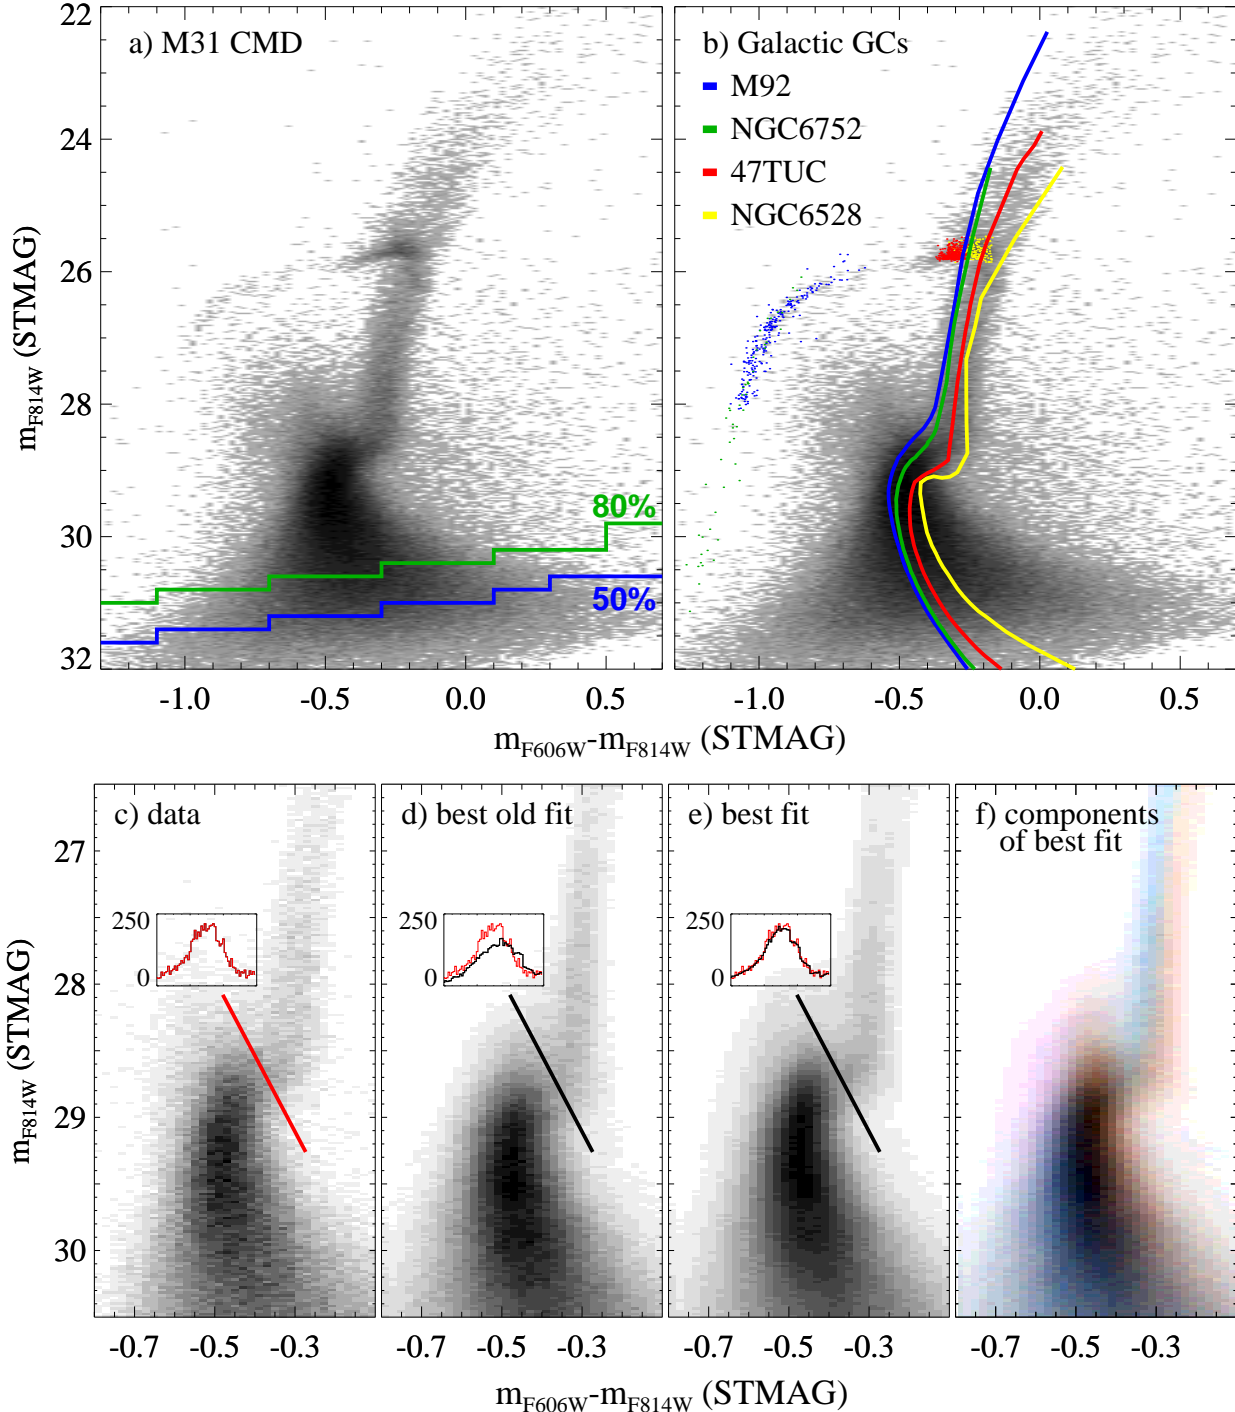 a) M31 CMD
b) Galactic GCs
M92
NGC6752
47TUC
NGC6528
22
24
26
28
30
32
m_F814W (STMAG)
80%
50%
-1.0 -0.5 0.0 0.5
-1.0 -0.5 0.0 0.5
m_F606W-m_F814W (STMAG)
c) data
d) best old fit
e) best fit
f) components
of best fit
27
28
29
30
m_F814W (STMAG)
250
0
250
0
250
0
-0.7 -0.5 -0.3
-0.7 -0.5 -0.3
-0.7 -0.5 -0.3
-0.7 -0.5 -0.3
m_F606W-m_F814W (STMAG)